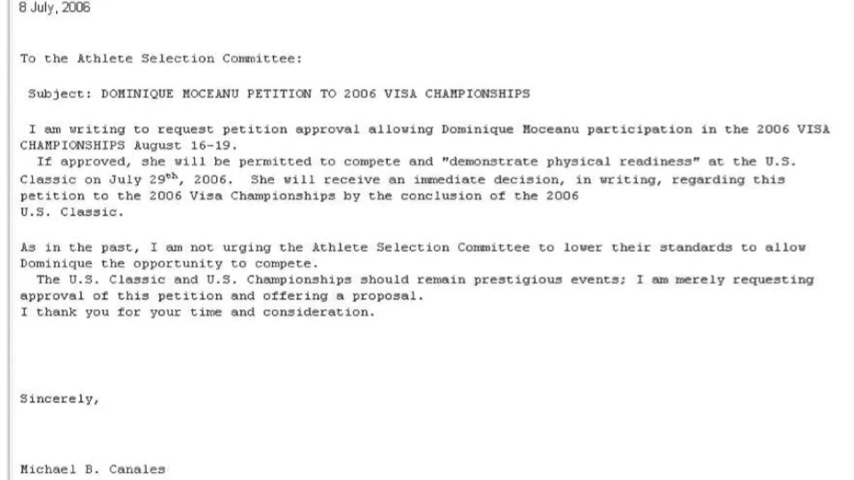 8 July, 2006
To the Athlete Selection Committee:
Subject: DOMINIQUE MOCEANU PETITION TO 2006 VISA CHAMPIONSHIPS
I am writing to request petition approval allowing Dominique Moceanu participation in the 2006 VISA
CHAMPIONSHIPS August 16-19.
If approved, she will be permitted to compete and "demonstrate physical readiness" at the U.S.
Classic on July 29th, 2006. She will receive an immediate decision, in writing, regarding this
petition to the 2006 Visa Championships by the conclusion of the 2006
U.S. Classic.
As in the past, I am not urging the Athlete Selection Committee to lower their standards to allow
Dominique the opportunity to compete.
The U.S. Classic and U.S. Championships should remain prestigious events; I am merely requesting
approval of this petition and offering a proposal.
I thank you for your time and consideration.
Sincerely,
Michael B. Canales